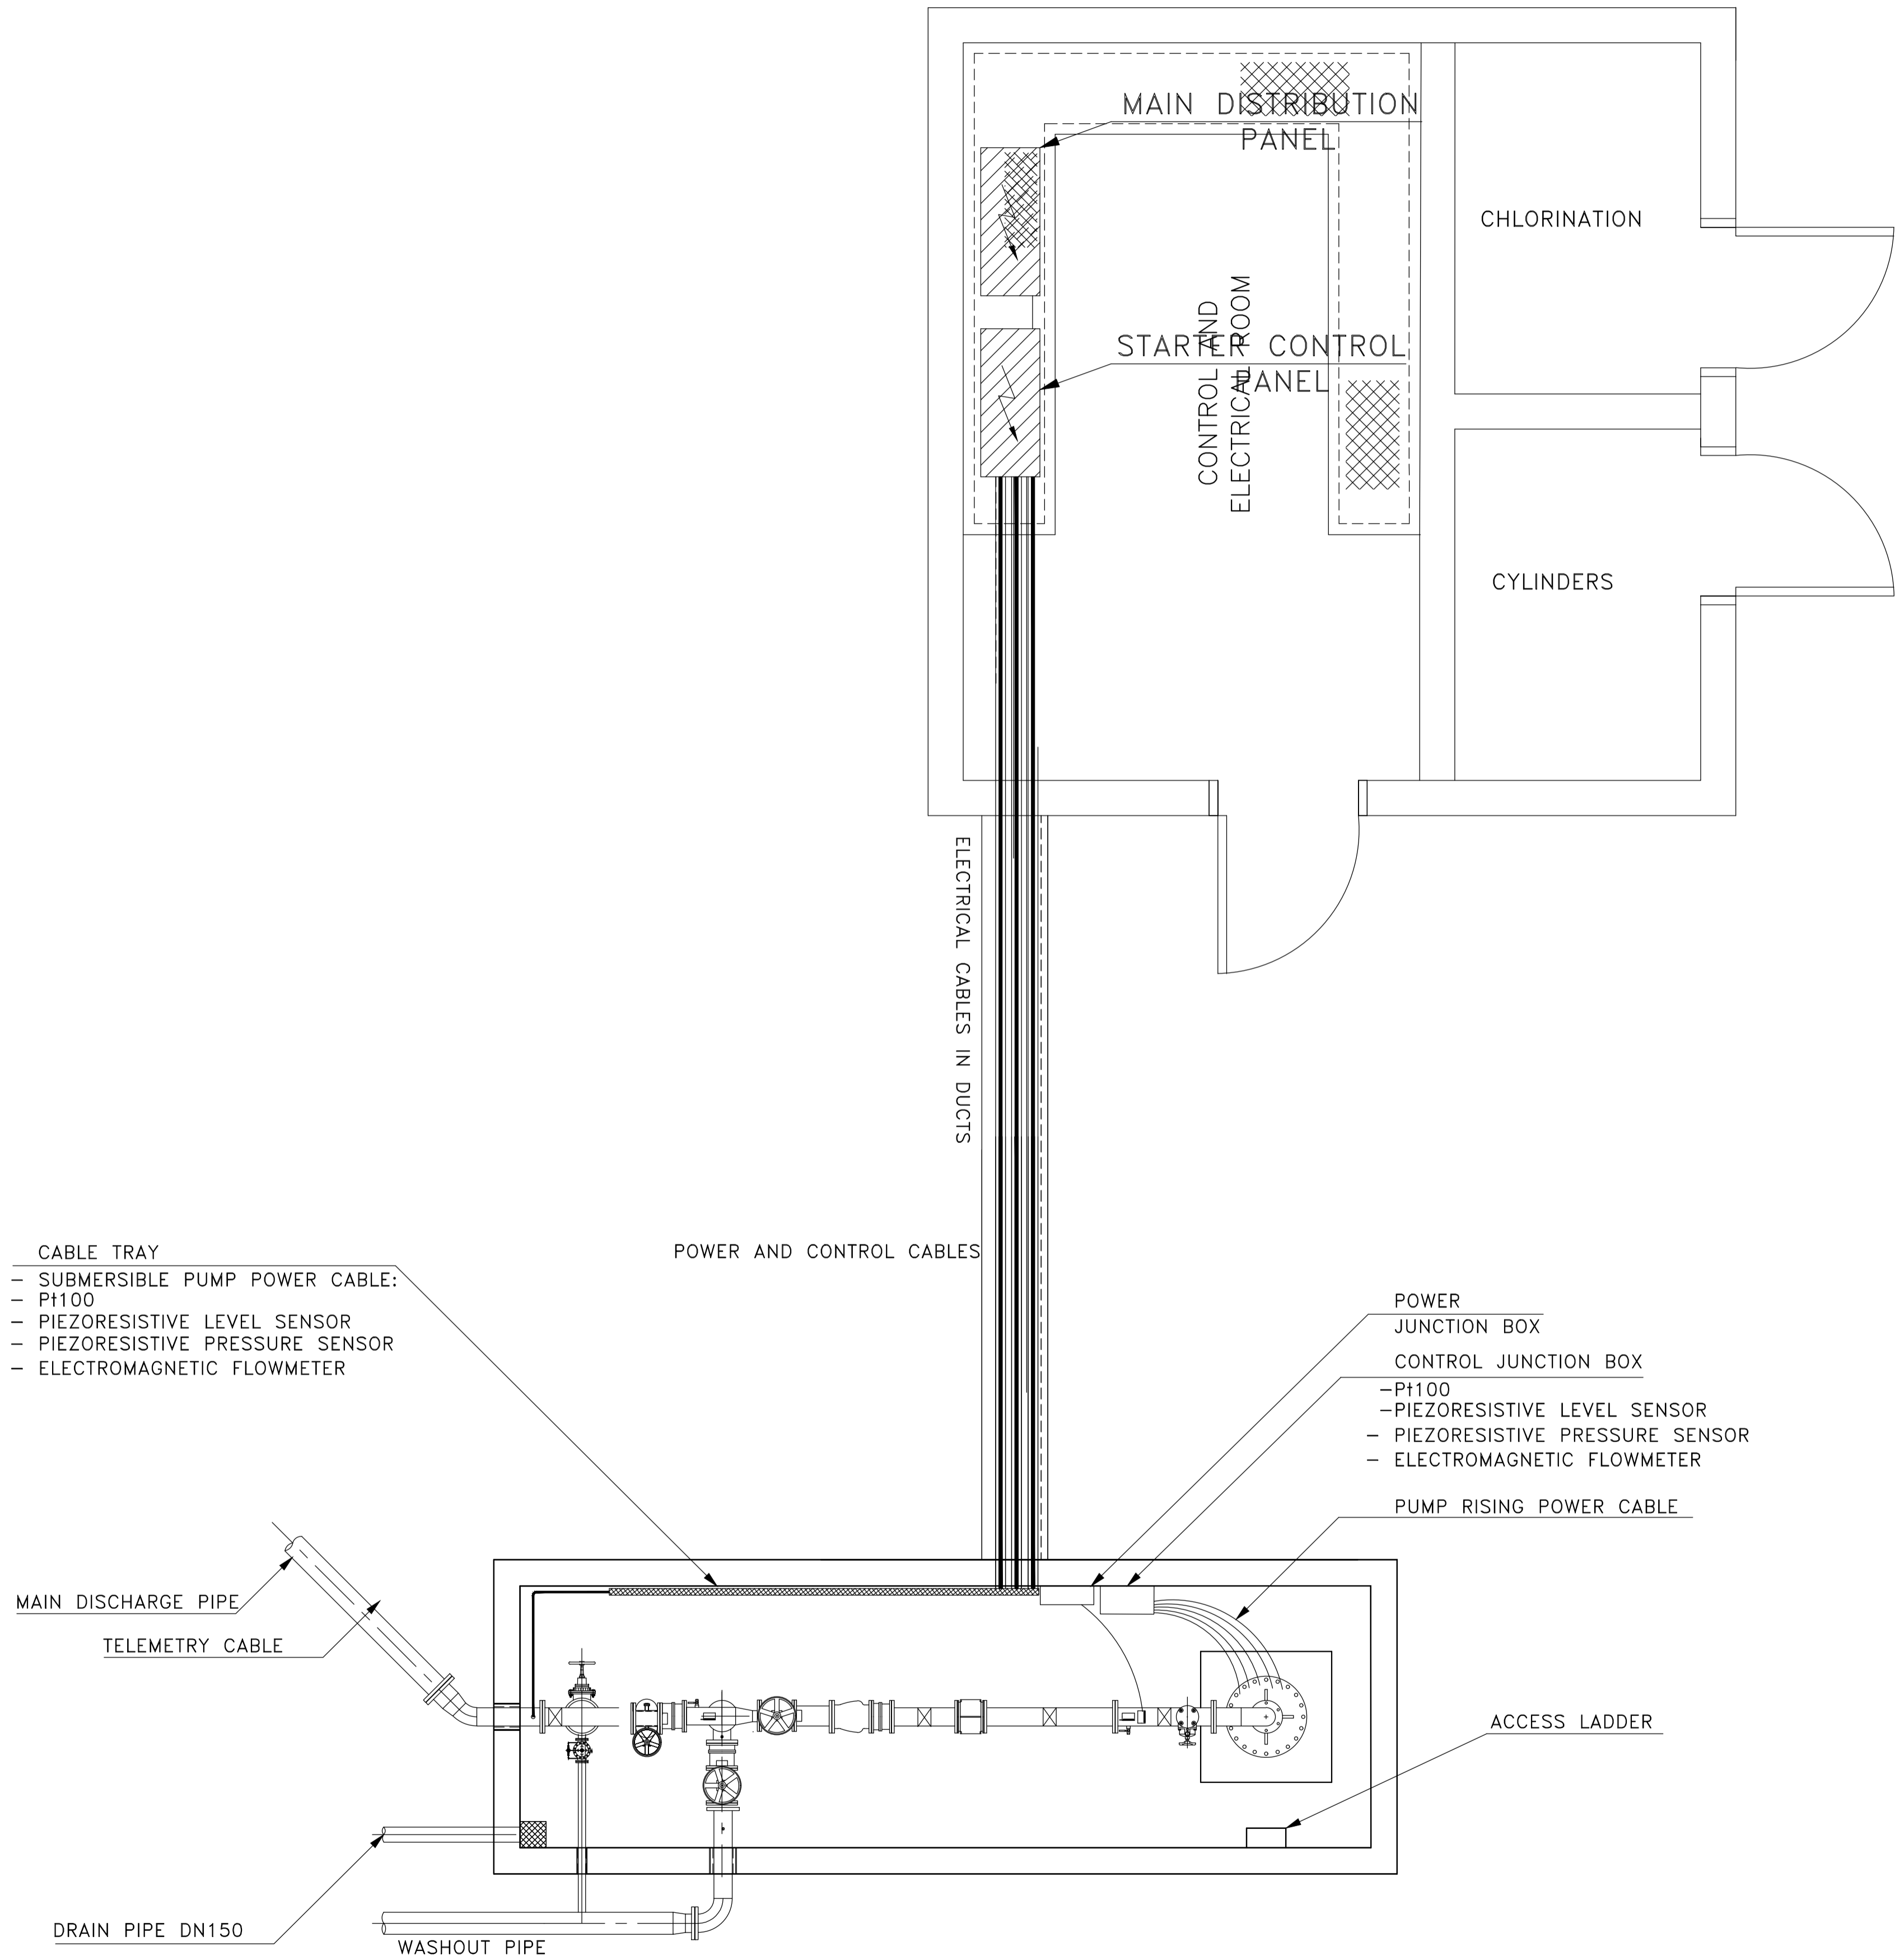 MAIN DISTRIBUTION
PANEL
CHLORINATION
STARTER CONTROL
PANEL
CONTROL AND
ELECTRICAL ROOM
CYLINDERS
ELECTRICAL CABLES IN DUCTS
POWER AND CONTROL CABLES
CABLE TRAY
- SUBMERSIBLE PUMP POWER CABLE:
- Pt100
- PIEZORESISTIVE LEVEL SENSOR
- PIEZORESISTIVE PRESSURE SENSOR
- ELECTROMAGNETIC FLOWMETER
POWER
JUNCTION BOX
CONTROL JUNCTION BOX
-Pt100
-PIEZORESISTIVE LEVEL SENSOR
- PIEZORESISTIVE PRESSURE SENSOR
- ELECTROMAGNETIC FLOWMETER
PUMP RISING POWER CABLE
MAIN DISCHARGE PIPE
TELEMETRY CABLE
ACCESS LADDER
DRAIN PIPE DN150
WASHOUT PIPE